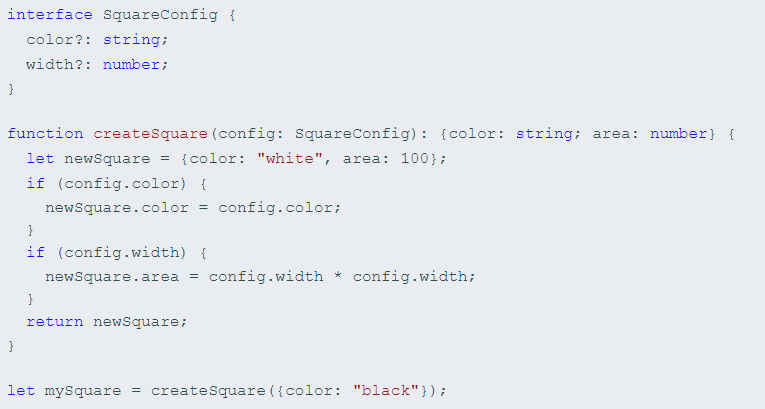 interface SquareConfig {
  color?: string;
  width?: number;
}

function createSquare(config: SquareConfig): {color: string; area: number} {
  let newSquare = {color: "white", area: 100};
  if (config.color) {
    newSquare.color = config.color;
  }
  if (config.width) {
    newSquare.area = config.width * config.width;
  }
  return newSquare;
}

let mySquare = createSquare({color: "black"});